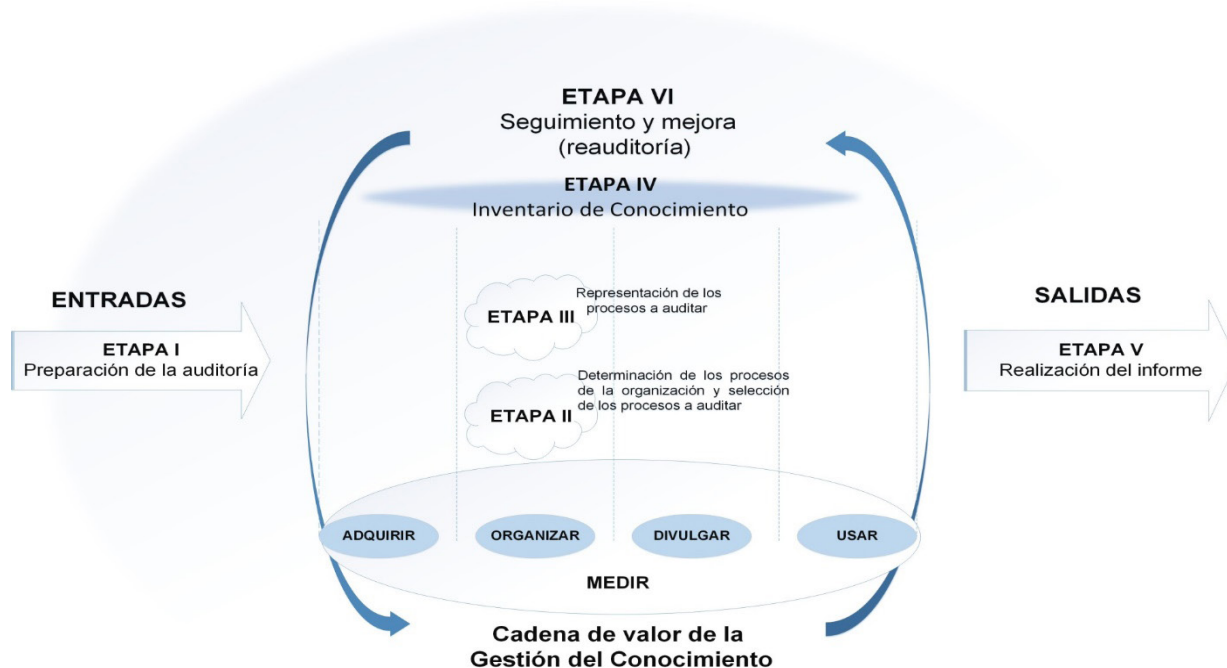 ETAPA VI
Seguimiento y mejora
(reauditoría)
ETAPA IV
Inventario de Conocimiento
ENTRADAS
ETAPA I
Preparación de la auditoría
ETAPA III
Representación de los
procesos a auditar
ETAPA II
Determinación de los procesos
de la organización y selección
de los procesos a auditar
SALIDAS
ETAPA V
Realización del informe
ADQUIRIR
ORGANIZAR
DIVULGAR
USAR
MEDIR
Cadena de valor de la
Gestión del Conocimiento